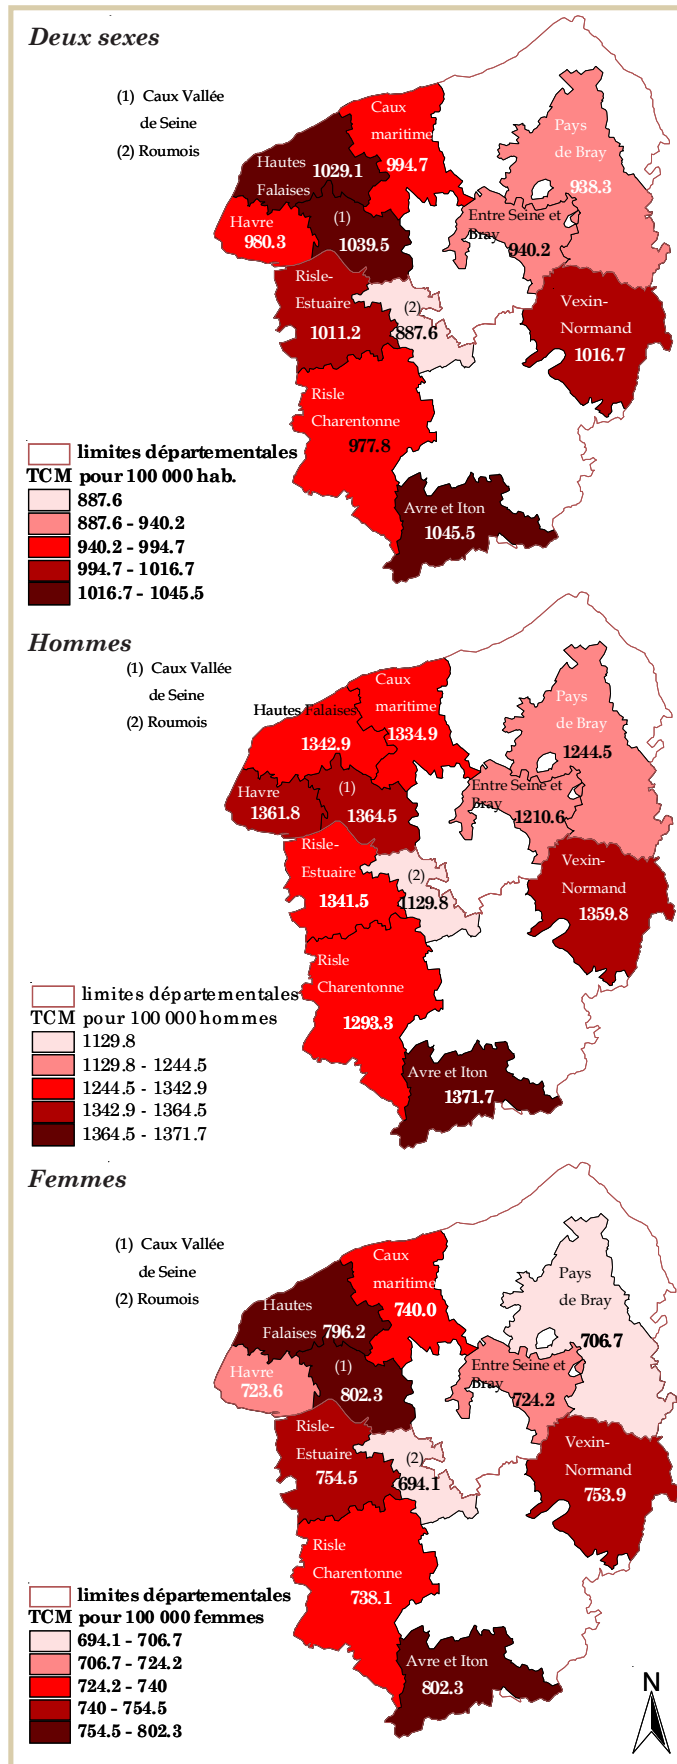 Deux sexes
(1) Caux Vallée
de Seine
(2) Roumois
Caux
maritime
994.7
Pays
de Bray
938.3
Hautes
Falaises
1029.1
Havre
980.3
(1)
1039.5
Entre Seine et
Bray
940.2
Risle-
Estuaire
1011.2
(2)
887.6
Vexin-
Normand
1016.7
Risle
Charentonne
977.8
Avre et Iton
1045.5
limites départementales
TCM pour 100 000 hab.
887.6
887.6 - 940.2
940.2 - 994.7
994.7 - 1016.7
1016.7 - 1045.5
Hommes
(1) Caux Vallée
de Seine
(2) Roumois
Caux
maritime
1334.9
Pays
de Bray
1244.5
Hautes Falaises
1342.9
Havre
1361.8
(1)
1364.5
Entre Seine et
Bray
1210.6
Risle-
Estuaire
1341.5
(2)
1129.8
Vexin-
Normand
1359.8
Risle
Charentonne
1293.3
Avre et Iton
1371.7
limites départementales
TCM pour 100 000 hommes
1129.8
1129.8 - 1244.5
1244.5 - 1342.9
1342.9 - 1364.5
1364.5 - 1371.7
Femmes
(1) Caux Vallée
de Seine
(2) Roumois
Caux
maritime
740.0
Pays
de Bray
706.7
Hautes
Falaises
796.2
Havre
723.6
(1)
802.3
Entre Seine et
Bray
724.2
Risle-
Estuaire
754.5
(2)
694.1
Vexin-
Normand
753.9
Risle
Charentonne
738.1
Avre et Iton
802.3
limites départementales
TCM pour 100 000 femmes
694.1 - 706.7
706.7 - 724.2
724.2 - 740
740 - 754.5
754.5 - 802.3
N